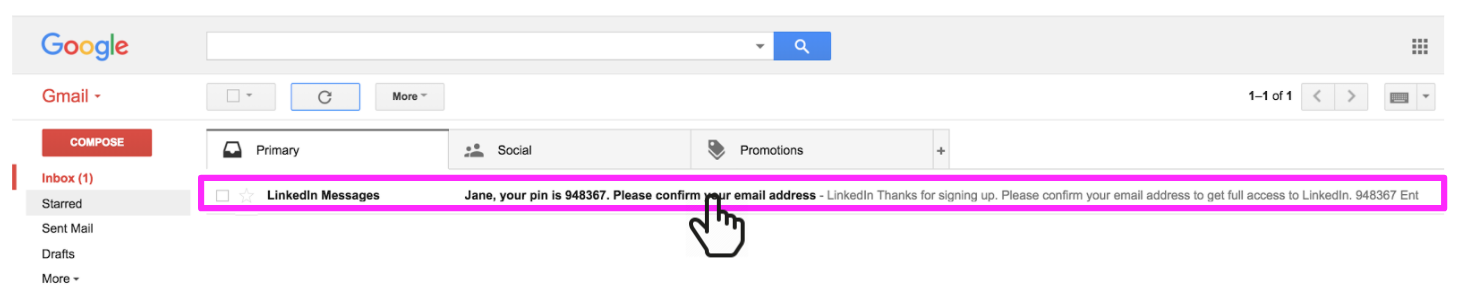 Google
Gmail
More
1–1 of 1
COMPOSE
Primary
Social
Promotions
+
Inbox (1)
LinkedIn Messages Jane, your pin is 948367. Please confirm your email address - LinkedIn Thanks for signing up. Please confirm your email address to get full access to LinkedIn. 948367 Ent
Starred
Sent Mail
Drafts
More